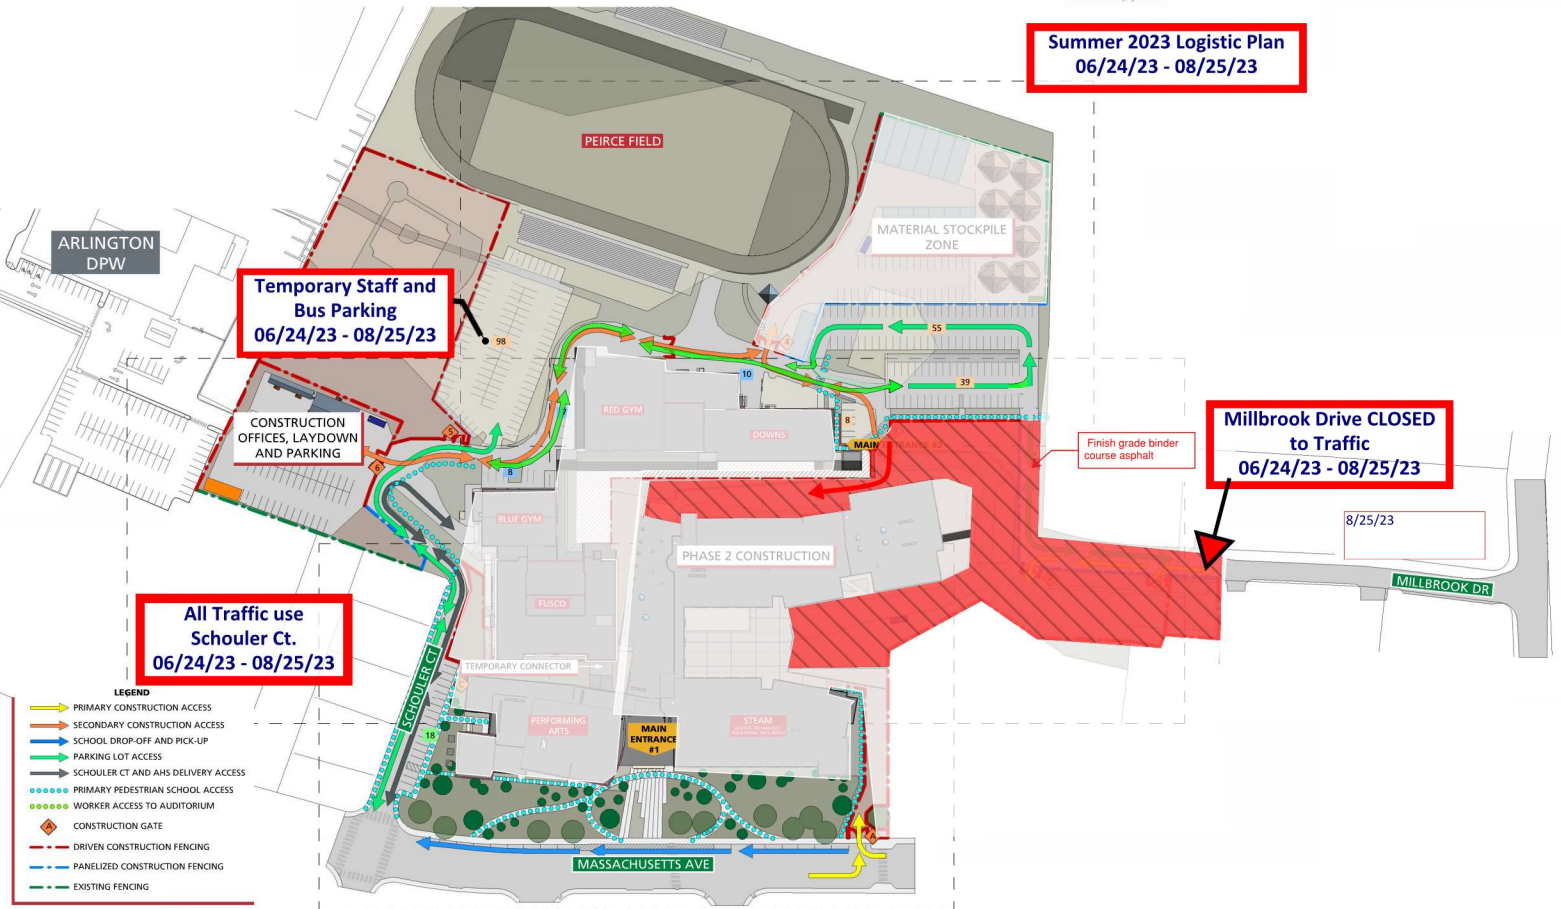 Summer 2023 Logistic Plan
06/24/23 - 08/25/23
PEIRCE FIELD
MATERIAL STOCKPILE
ZONE
ARLINGTON
DPW
Temporary Staff and
Bus Parking
06/24/23 - 08/25/23
98
55
4
10
39
8
RED GYM
DOWNS
MAIN
ENTRANCE #2
CONSTRUCTION
OFFICES, LAYDOWN
AND PARKING
5
6
7
8
Finish grade binder
course asphalt
Millbrook Drive CLOSED
to Traffic
06/24/23 - 08/25/23
8/25/23
MILLBROOK DR
BLUE GYM
PHASE 2 CONSTRUCTION
FUSCO
All Traffic use
Schouler Ct.
06/24/23 - 08/25/23
TEMPORARY CONNECTOR
SCHOULER CT
C
18
PERFORMING
ARTS
MAIN
ENTRANCE
#1
STEAM
A
MASSACHUSETTS AVE
LEGEND
PRIMARY CONSTRUCTION ACCESS
SECONDARY CONSTRUCTION ACCESS
SCHOOL DROP-OFF AND PICK-UP
PARKING LOT ACCESS
SCHOULER CT AND AHS DELIVERY ACCESS
PRIMARY PEDESTRIAN SCHOOL ACCESS
WORKER ACCESS TO AUDITORIUM
A
CONSTRUCTION GATE
DRIVEN CONSTRUCTION FENCING
PANELIZED CONSTRUCTION FENCING
EXISTING FENCING